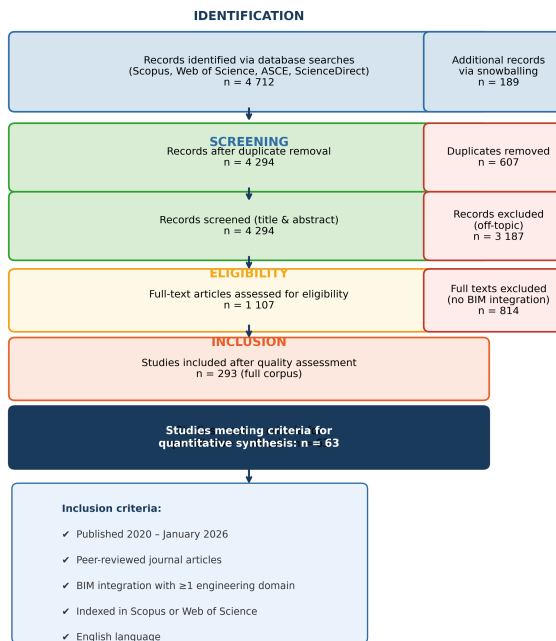 IDENTIFICATION
Records identified via database searches
(Scopus, Web of Science, ASCE, ScienceDirect)
n = 4 712
Additional records
via snowballing
n = 189
SCREENING
Records after duplicate removal
n = 4 294
Duplicates removed
n = 607
Records screened (title & abstract)
n = 4 294
Records excluded
(off-topic)
n = 3 187
ELIGIBILITY
Full-text articles assessed for eligibility
n = 1 107
Full texts excluded
(no BIM integration)
n = 814
INCLUSION
Studies included after quality assessment
n = 293 (full corpus)
Studies meeting criteria for
quantitative synthesis: n = 63
Inclusion criteria:
✔ Published 2020 – January 2026
✔ Peer-reviewed journal articles
✔ BIM integration with ≥1 engineering domain
✔ Indexed in Scopus or Web of Science
✔ English language